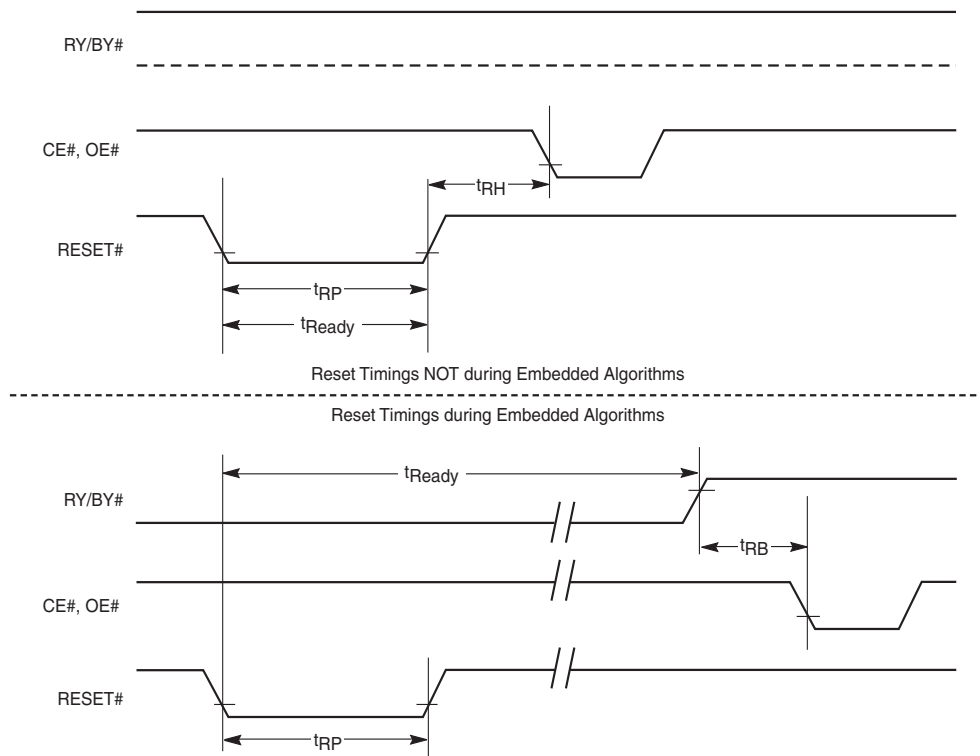 RY/BY#
CE#, OE#
tRH
RESET#
tRP
tReady
Reset Timings NOT during Embedded Algorithms
Reset Timings during Embedded Algorithms
tReady
RY/BY#
tRB
CE#, OE#
RESET#
tRP